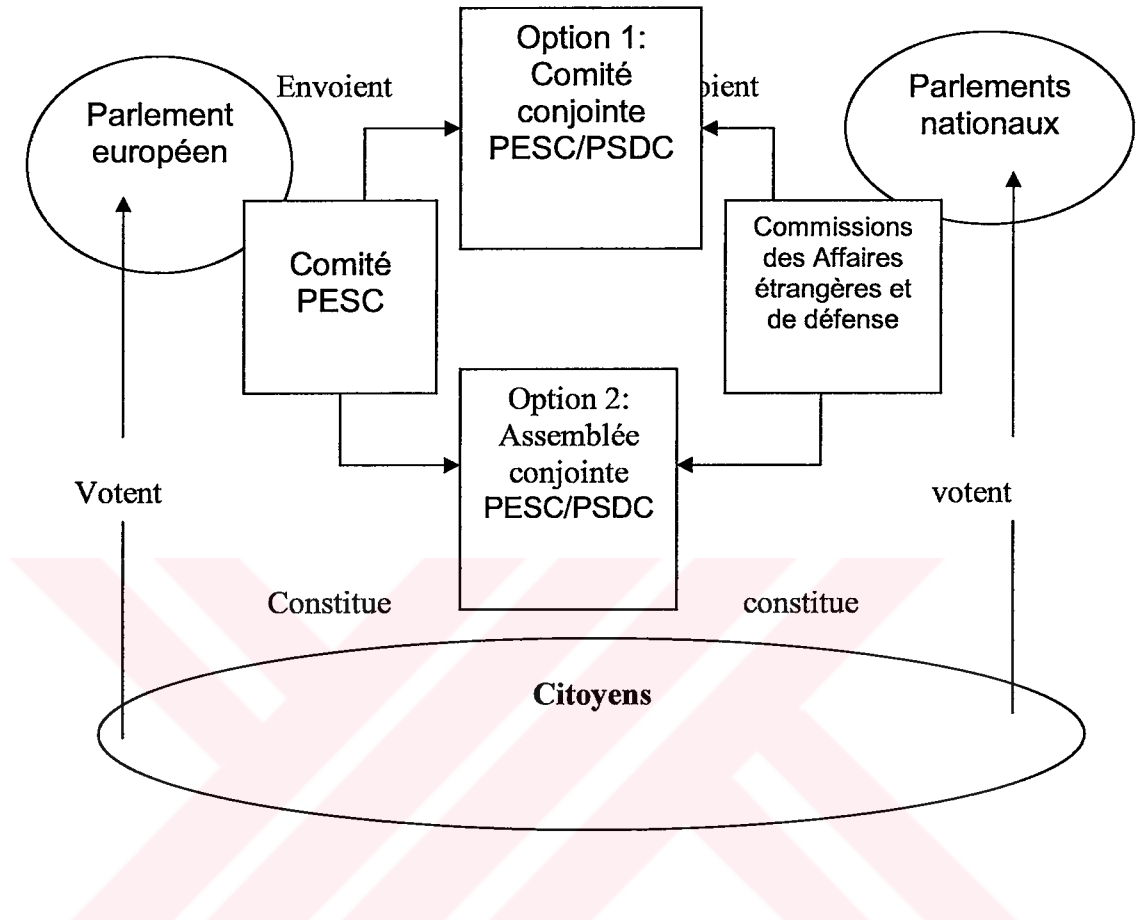 Option 1:
Comité
conjointe
PESC/PSDC
Envoient
oient
Parlement
européen
Parlements
nationaux
Comité
PESC
Commissions
des Affaires
étrangères et
de défense
Option 2:
Assemblée
conjointe
PESC/PSDC
Votent
votent
Constitue
constitue
Citoyens